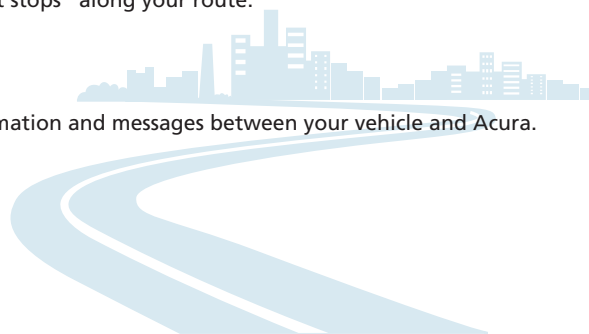 stops" along your route.
mation and messages between your vehicle and Acura.